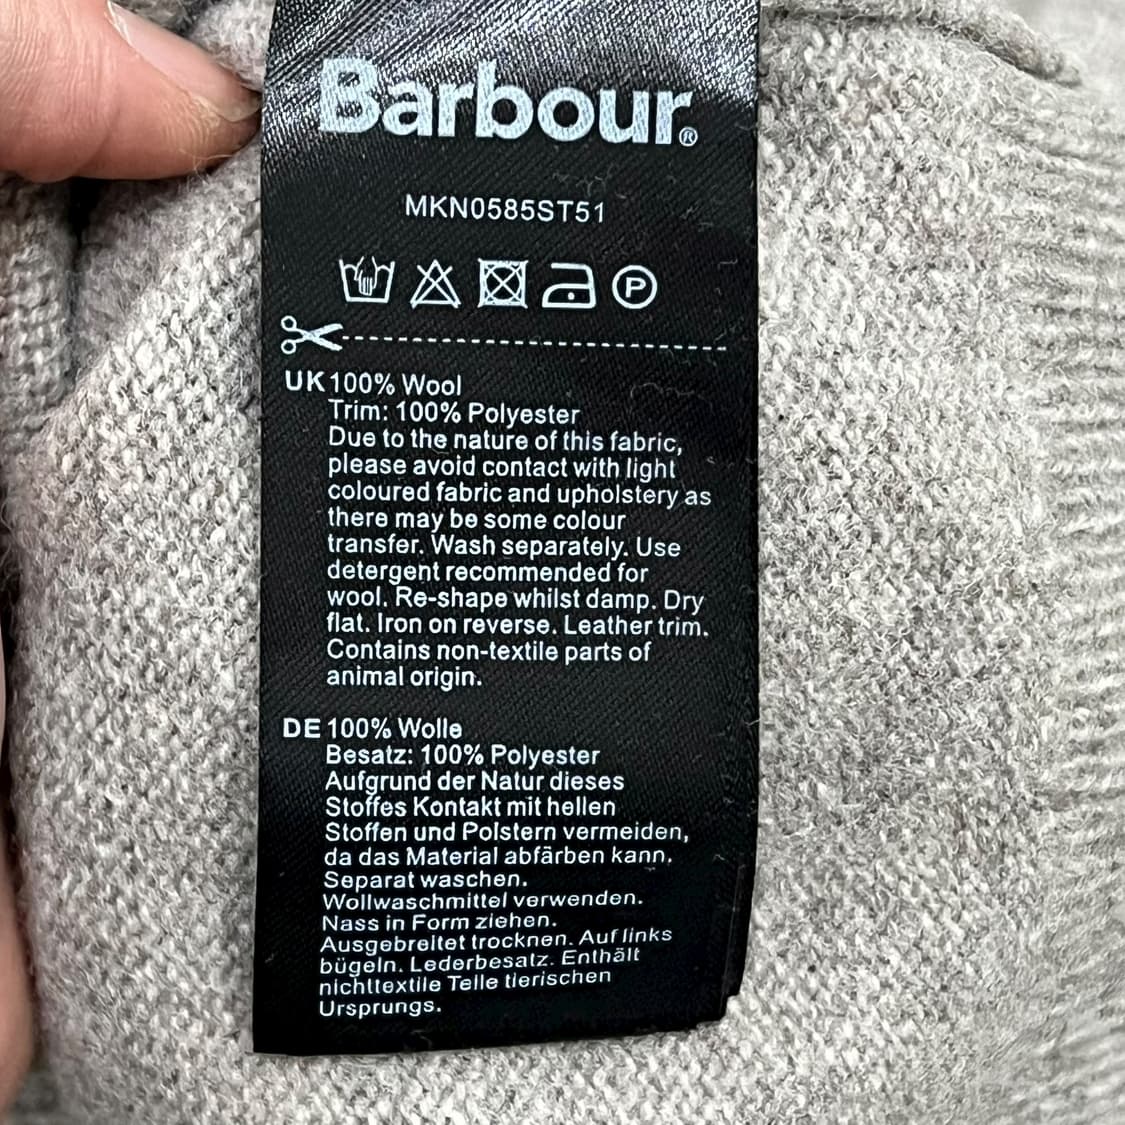 Barbour®
MKN0585ST51
P
UK 100% Wool
Trim: 100% Polyester
Due to the nature of this fabric,
please avoid contact with light
coloured fabric and upholstery as
there may be some colour
transfer. Wash separately. Use
detergent recommended for
wool. Re-shape whilst damp. Dry
flat. Iron on reverse. Leather trim.
Contains non-textile parts of
animal origin.
DE 100% Wolle
Besatz: 100% Polyester
Aufgrund der Natur dieses
Stoffes Kontakt mit hellen
Stoffen und Polstern vermeiden,
da das Material abfärben kann.
Separat waschen.
Wollwaschmittel verwenden.
Nass in Form ziehen.
Ausgebreitet trocknen. Auf links
bügeln. Lederbesatz. Enthält
nichttextile Teile tierischen
Ursprungs.